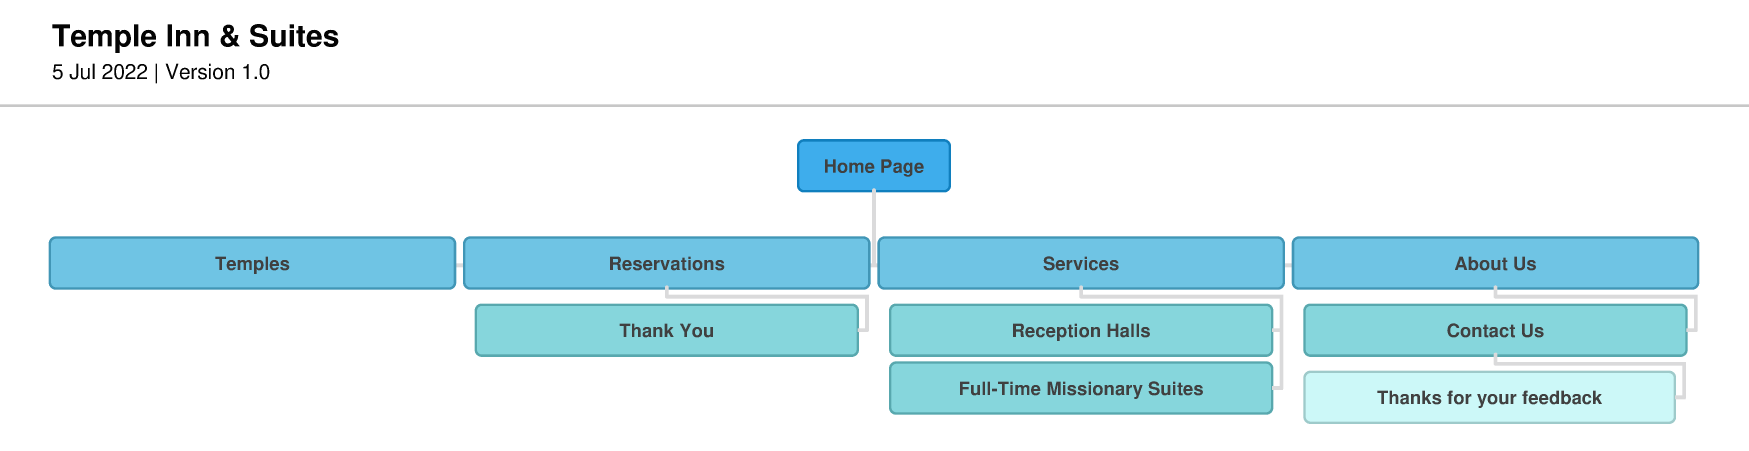 Temple Inn & Suites
5 Jul 2022 | Version 1.0
Home Page
Temples
Reservations
Services
About Us
Thank You
Reception Halls
Contact Us
Full-Time Missionary Suites
Thanks for your feedback